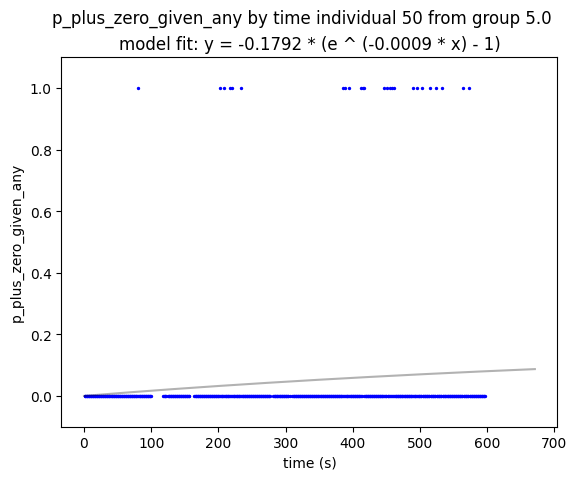 p_plus_zero_given_any by time individual 50 from group 5.0
model fit: y = -0.1792 * (e ^ (-0.0009 * x) - 1)
1.0
0.8
0.6
0.4
0.2
0.0
p_plus_zero_given_any
0 100 200 300 400 500 600 700
time (s)